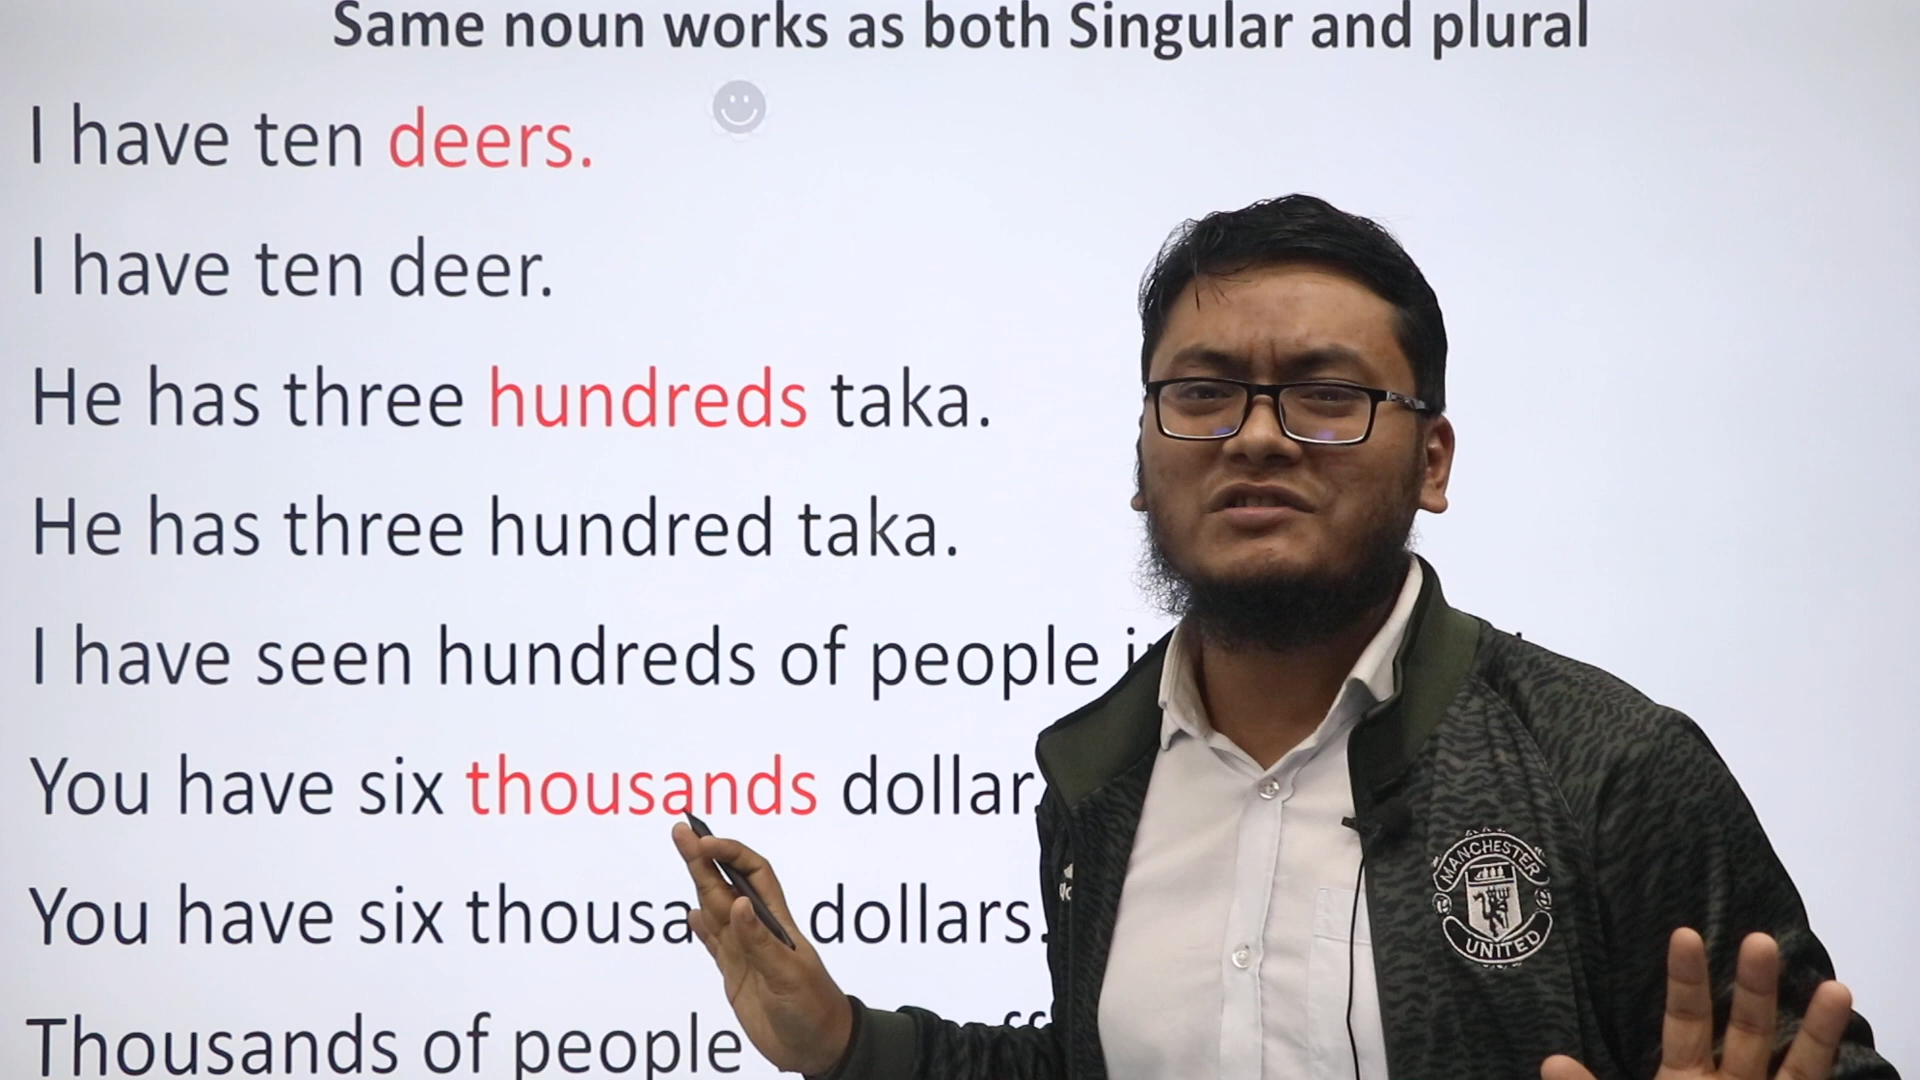 Same noun works as both Singular and plural
I have ten deers.
I have ten deer.
He has three hundreds taka.
He has three hundred taka.
I have seen hundreds of people
You have six thousands dollar.
You have six dollars.
Thousands of people
MANCHESTER
UNITED